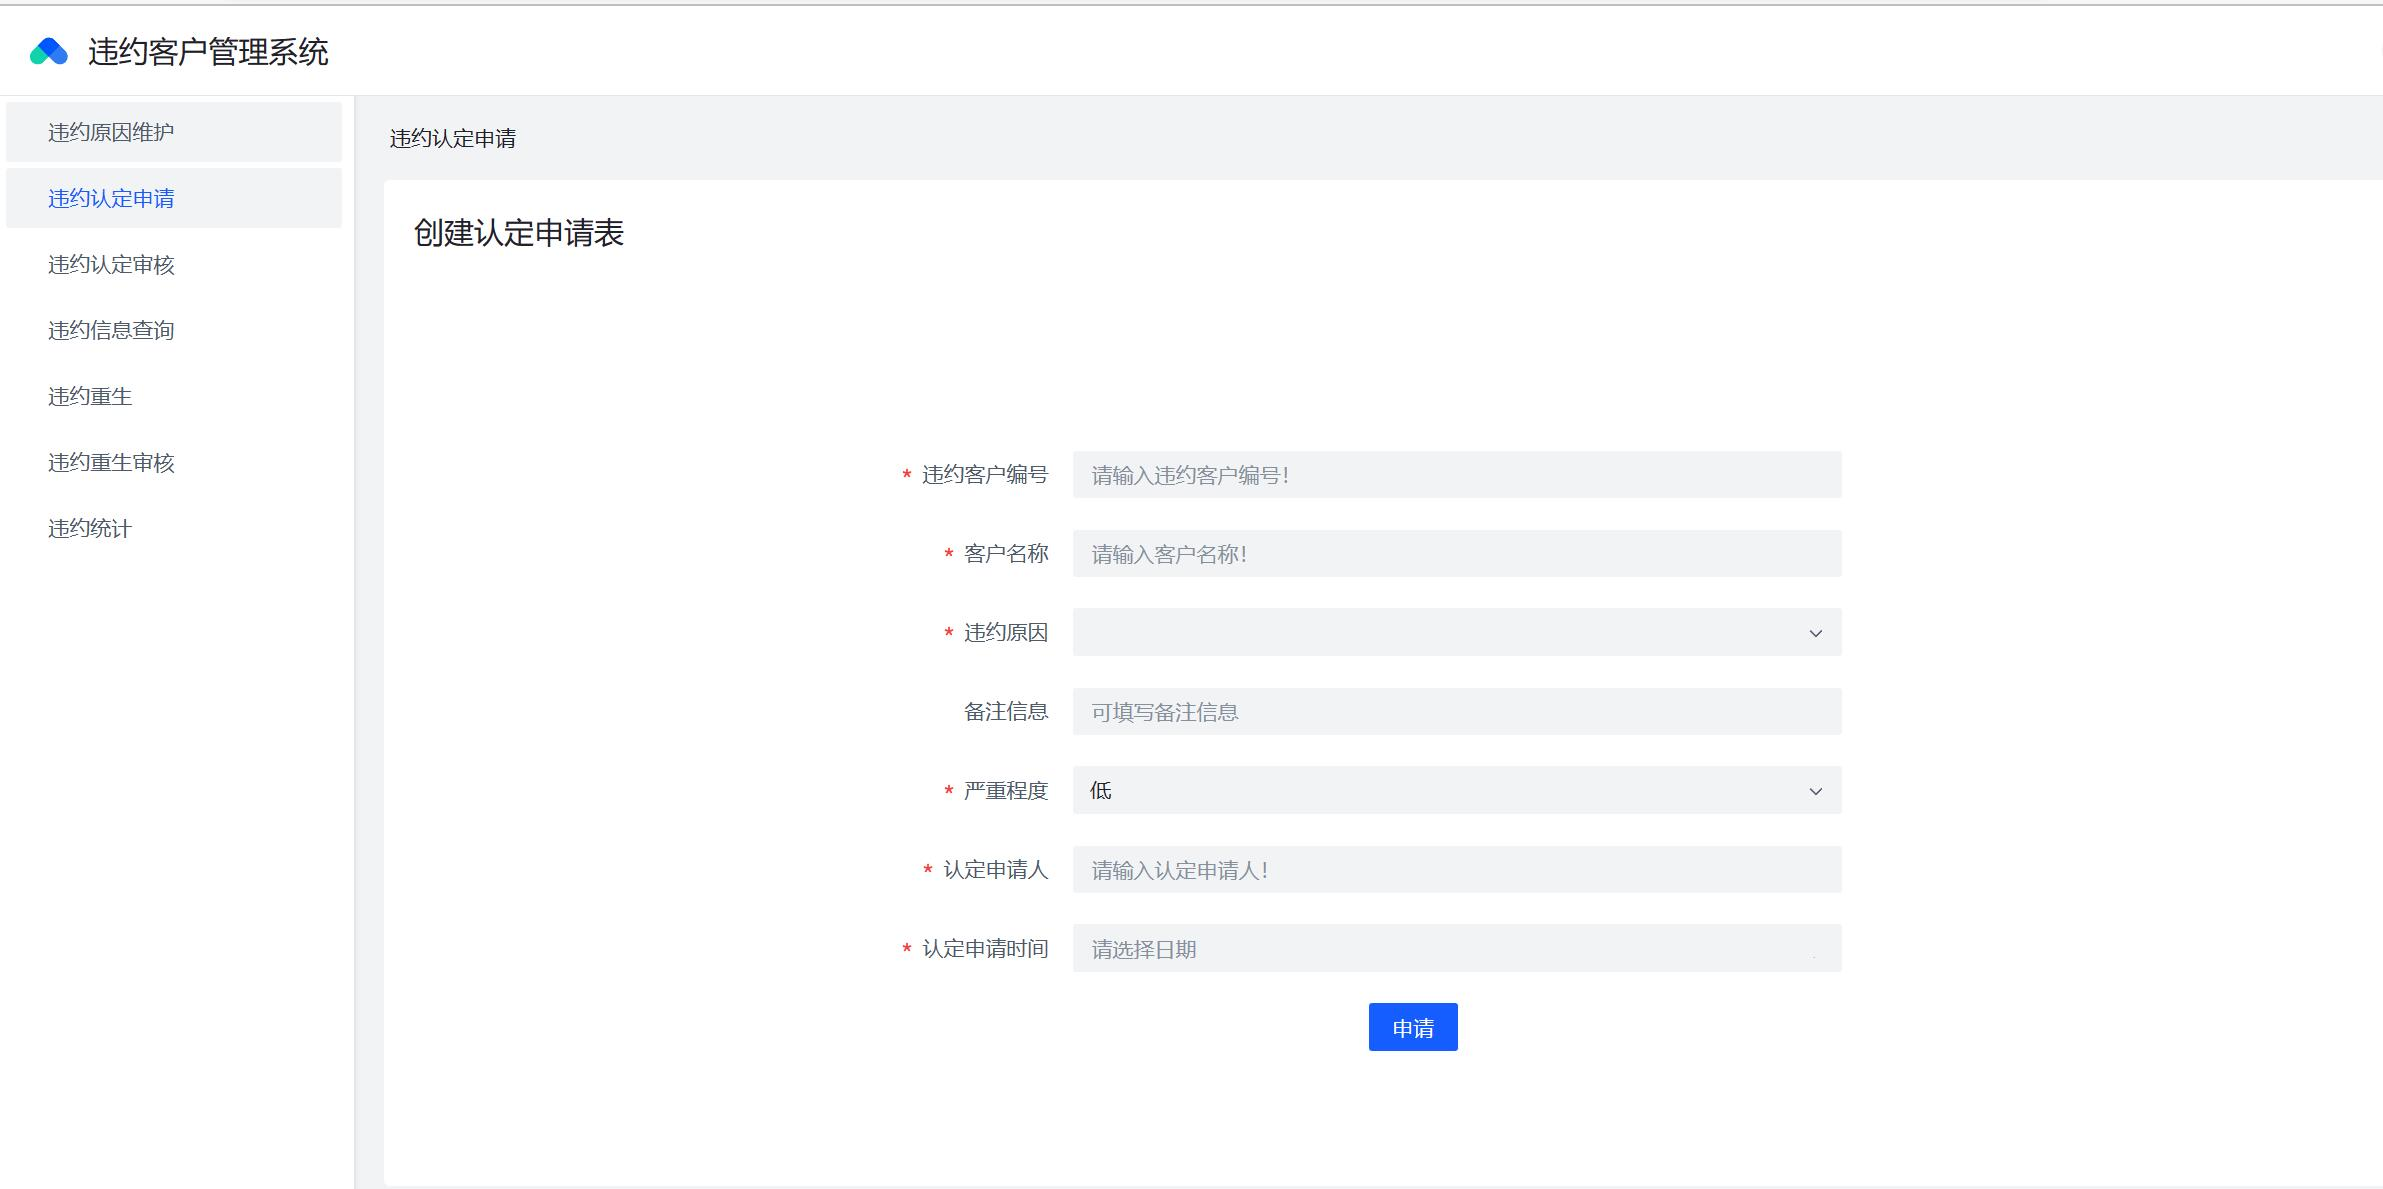 违约客户管理系统
违约原因维护
违约认定申请
违约认定审核
违约信息查询
违约重生
违约重生审核
违约统计
违约认定申请
创建认定申请表
* 违约客户编号 请输入违约客户编号!
* 客户名称 请输入客户名称!
* 违约原因
备注信息 可填写备注信息
* 严重程度 低
* 认定申请人 请输入认定申请人!
* 认定申请时间 请选择日期
申请